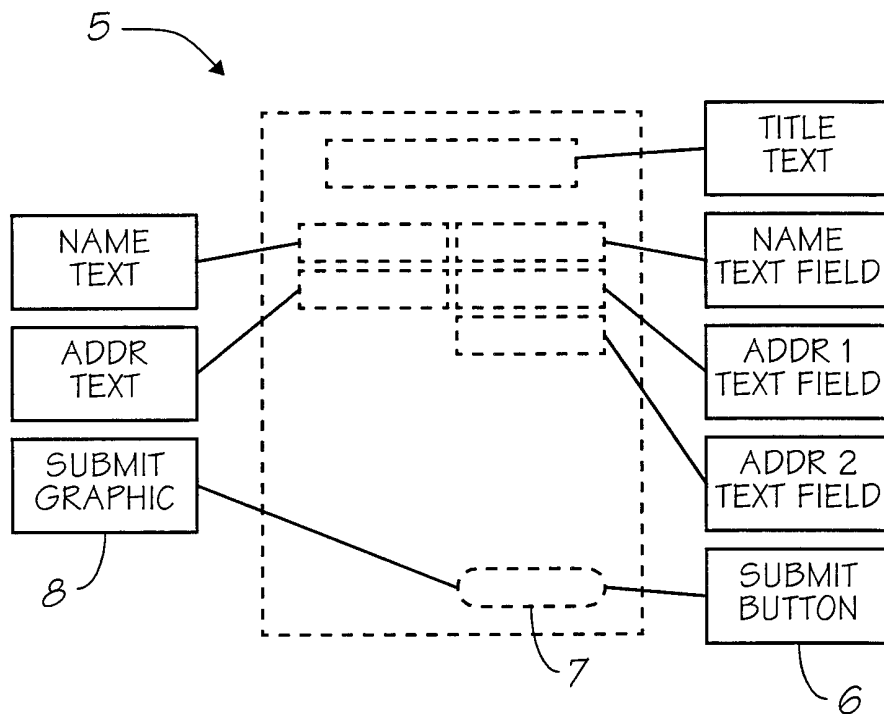 5
TITLE
TEXT
NAME
TEXT
NAME
TEXT FIELD
ADDR
TEXT
ADDR 1
TEXT FIELD
SUBMIT
GRAPHIC
ADDR 2
TEXT FIELD
SUBMIT
BUTTON
8
7
6